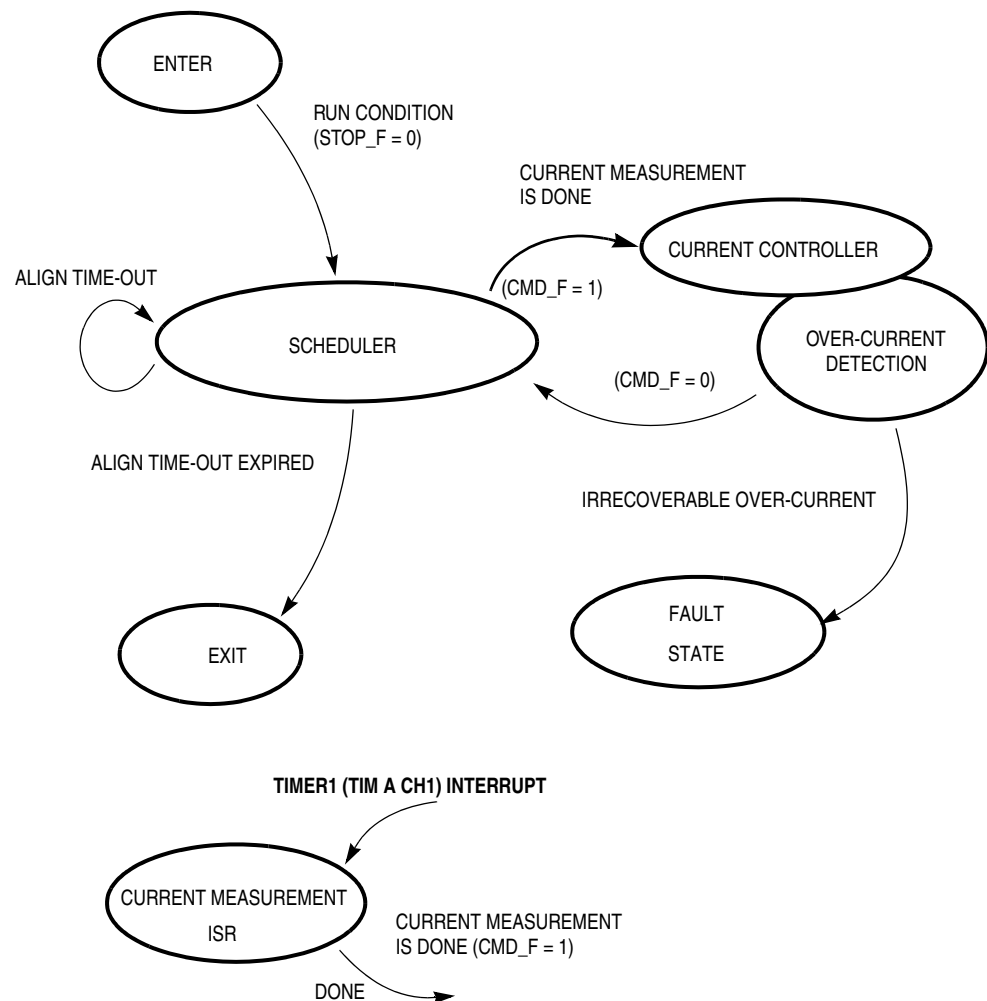 ENTER
RUN CONDITION
(STOP_F = 0)
CURRENT MEASUREMENT
IS DONE
CURRENT CONTROLLER
ALIGN TIME-OUT
(CMD_F = 1)
SCHEDULER
OVER-CURRENT
DETECTION
(CMD_F = 0)
ALIGN TIME-OUT EXPIRED
IRRECOVERABLE OVER-CURRENT
FAULT
STATE
EXIT
TIMER1 (TIM A CH1) INTERRUPT
CURRENT MEASUREMENT
ISR
CURRENT MEASUREMENT
IS DONE (CMD_F = 1)
DONE